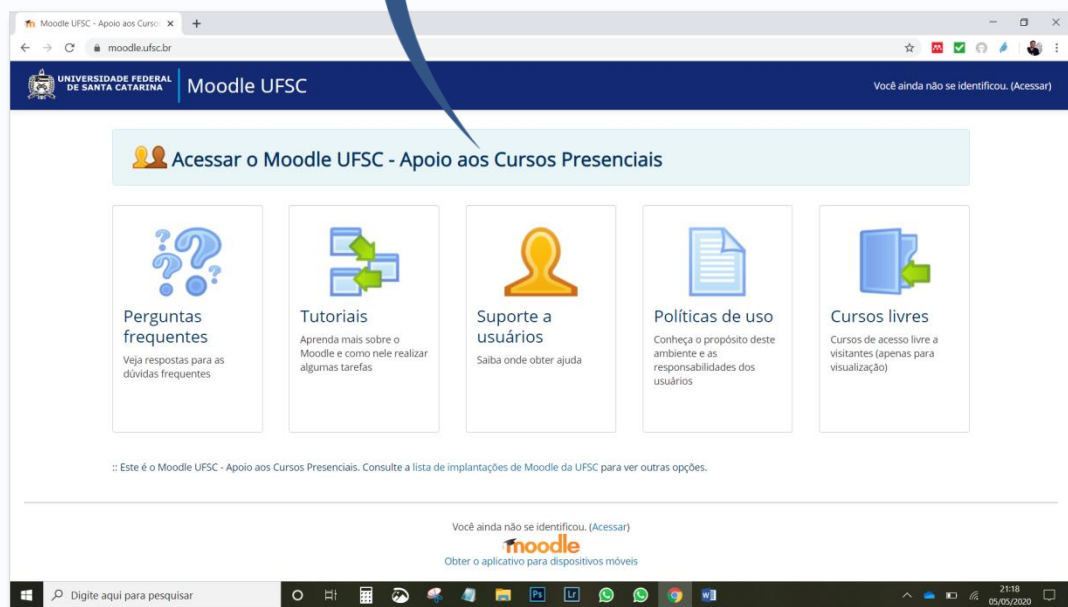 Moodle UFSC - Apoio aos Curso
moodle.ufsc.br
UNIVERSIDADE FEDERAL
DE SANTA CATARINA
Moodle UFSC
Você ainda não se identificou. (Acessar)
Acessar o Moodle UFSC - Apoio aos Cursos Presenciais
Perguntas
frequentes
Veja respostas para as
dúvidas frequentes
Tutoriais
Aprenda mais sobre o
Moodle e como nele realizar
algumas tarefas
Suporte a
usuários
Saiba onde obter ajuda
Políticas de uso
Conheça o propósito deste
ambiente e as
responsabilidades dos
usuários
Cursos livres
Cursos de acesso livre a
visitantes (apenas para
visualização)
:: Este é o Moodle UFSC - Apoio aos Cursos Presenciais. Consulte a lista de implantações de Moodle da UFSC para ver outras opções.
Você ainda não se identificou. (Acessar)
moodle
Obter o aplicativo para dispositivos móveis
Digite aqui para pesquisar
Ps
Lr
21:18
05/05/2020